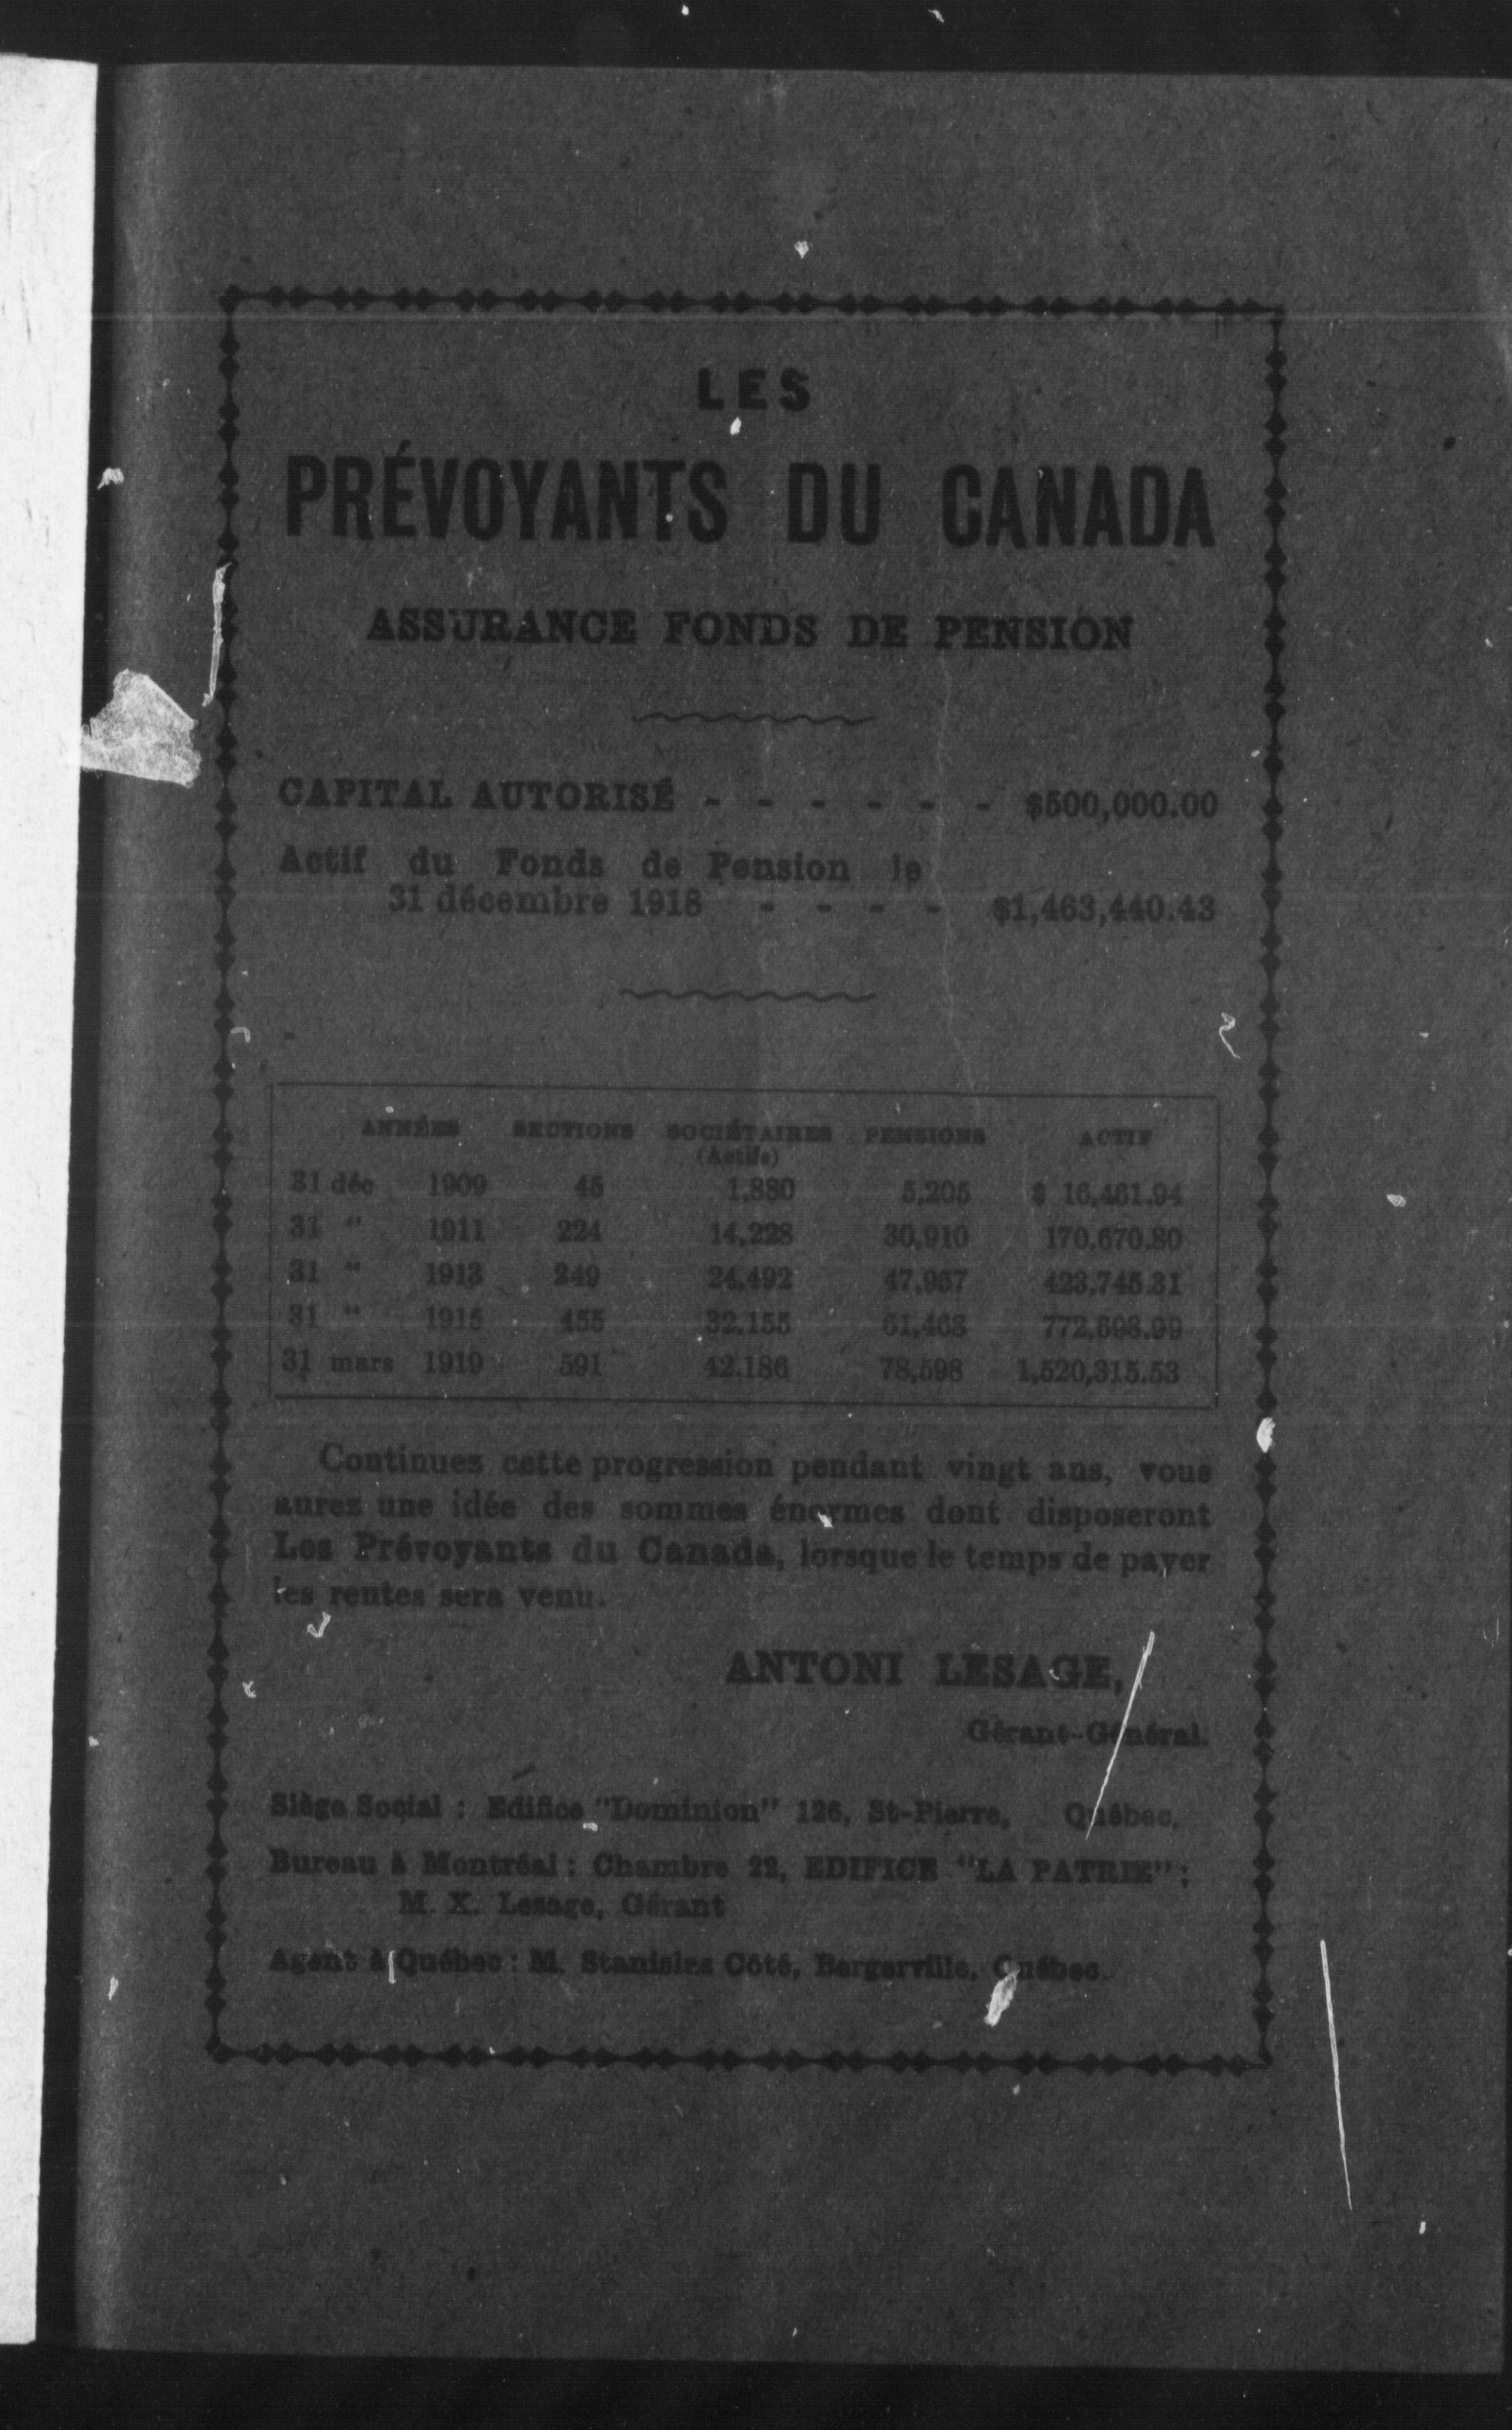 LES
PRÉVOYANTS DU CANADA
ASSURANCE FONDS DE PENSION
CAPITAL AUTORISÉ - - - - - - $500,000.00
Actif du Fonds de Pension le
31 décembre 1918 - - - - $1,463,440.43
ANNÉES SECTIONS SOCIÉTAIRES PENSIONS ACTIF
(Actifs)
31 déc 1909 45 1,880 5,205 $ 16,461.94
31 " 1911 224 14,228 30,910 170,670.80
31 " 1913 349 24,492 47,967 423,745.31
31 " 1915 455 32,155 61,463 772,698.99
31 mars 1919 591 42.186 78,598 1,520,315.53
Continuez cette progression pendant vingt ans, vous
aurez une idée des sommes énormes dont disposeront
Les Prévoyants du Canada, lorsque le temps de payer
les rentes sera venu.
ANTONI LESAGE,
Gérant-Général.
Siège Social : Edifice "Dominion" 126, St-Pierre, Québec.
Bureau à Montréal : Chambre 22, EDIFICE "LA PATRIE" ;
M. X. Lesage, Gérant
Agent à Québec : M. Stanislas Côté, Bergerville, Québec.